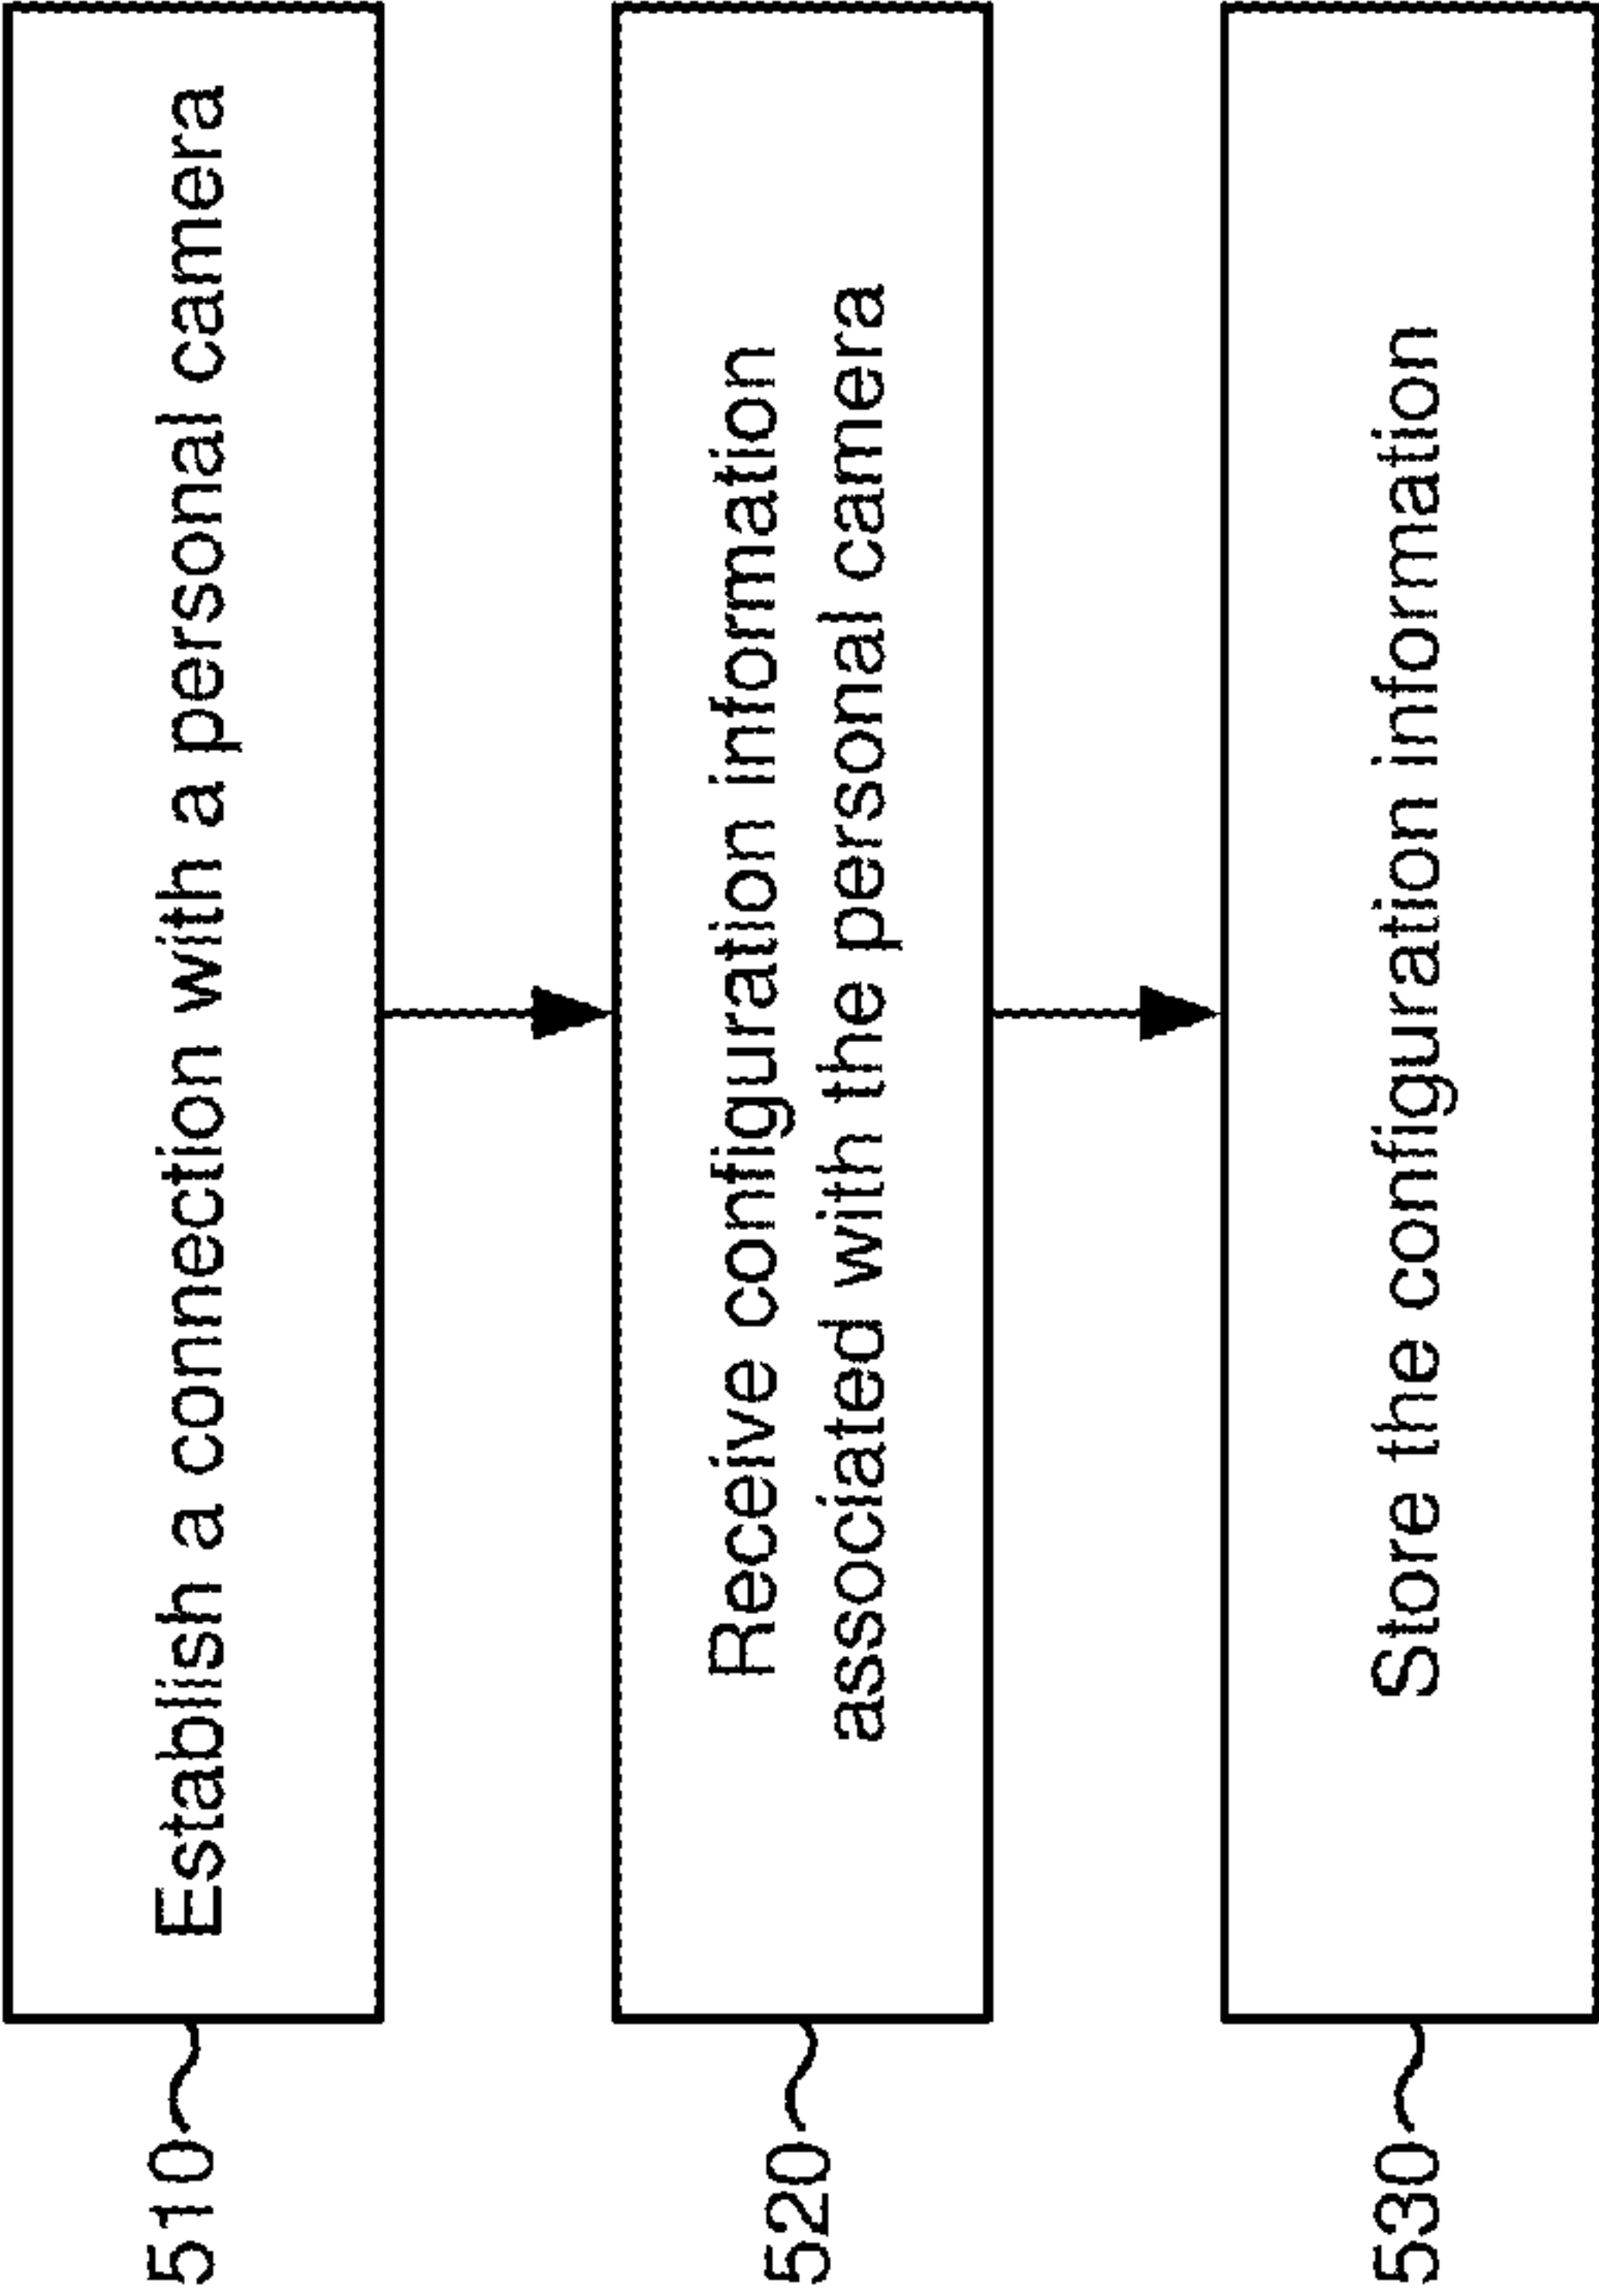 510
Establish a connection with a personal camera
520
Receive configuration information
associated with the personal camera
530
Store the configuration information